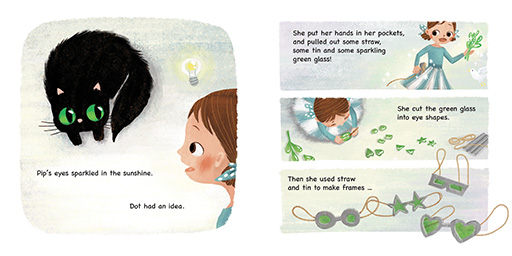 Pip's eyes sparkled in the sunshine.
Dot had an idea.
She put her hands in her pockets,
and pulled out some straw,
some tin and some sparkling
green glass!
She cut the green glass
into eye shapes.
Then she used straw
and tin to make frames ...